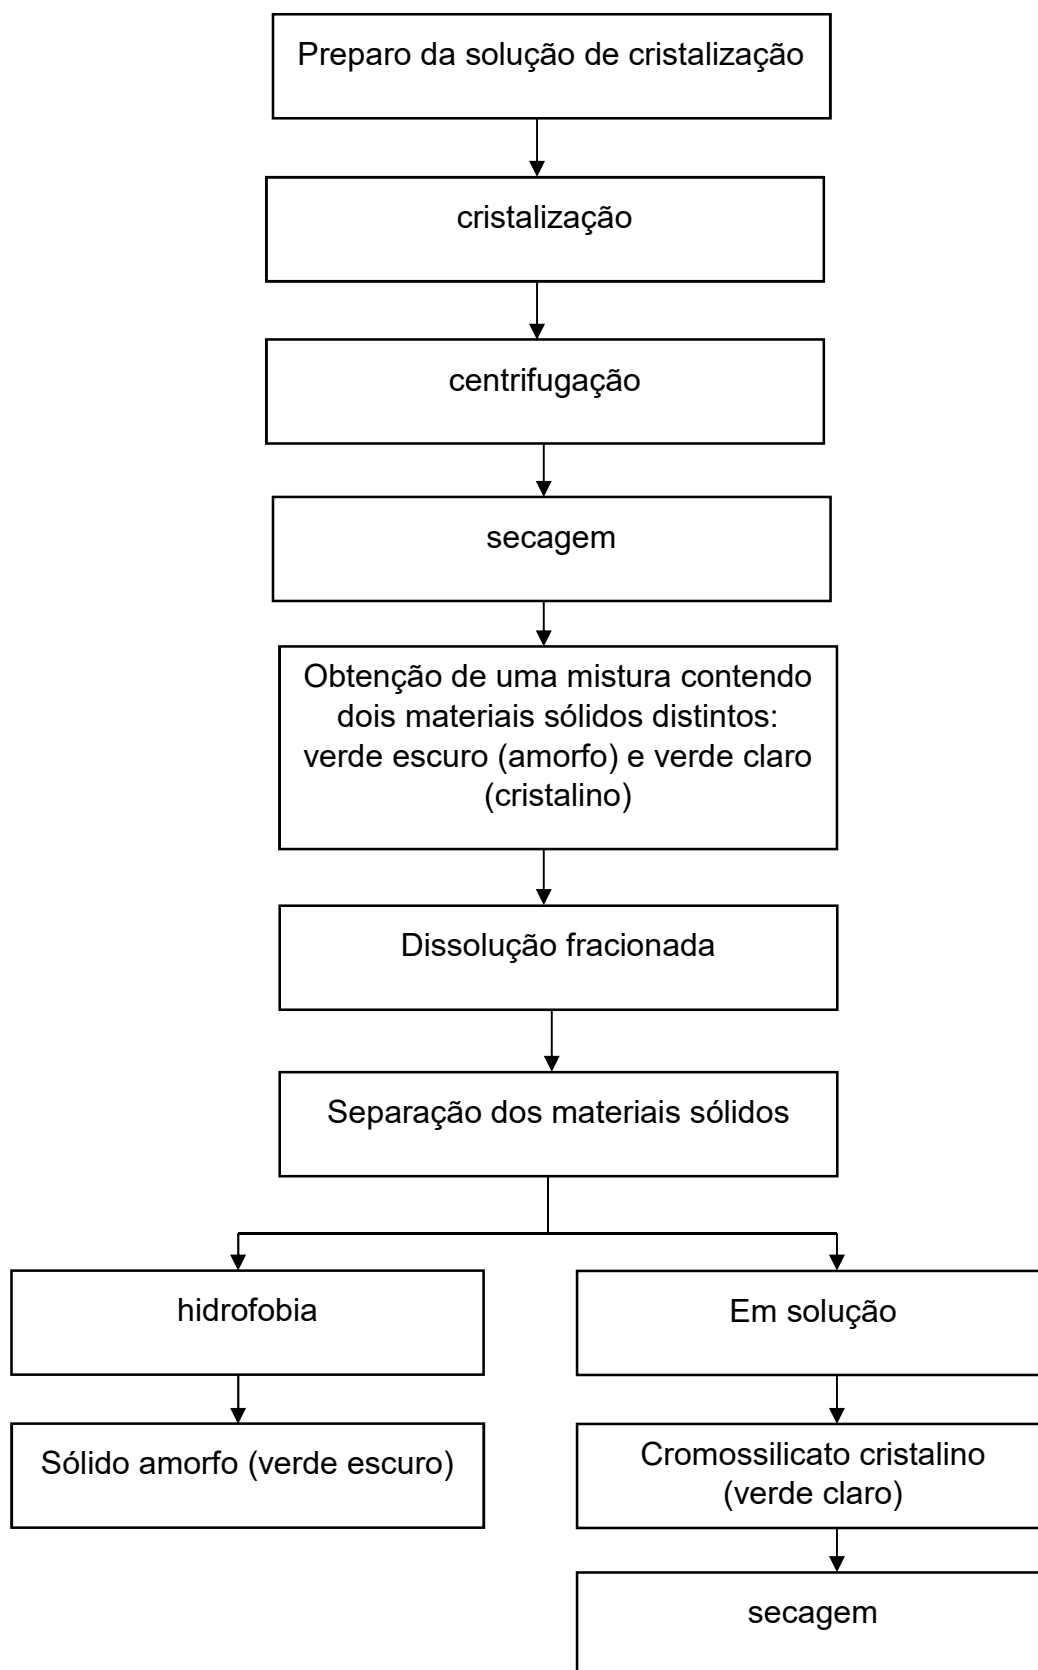 Preparo da solução de cristalização
cristalização
centrifugação
secagem
Obtenção de uma mistura contendo
dois materiais sólidos distintos:
verde escuro (amorfo) e verde claro
(cristalino)
Dissolução fracionada
Separação dos materiais sólidos
hidrofobia
Em solução
Sólido amorfo (verde escuro)
Cromossilicato cristalino
(verde claro)
secagem